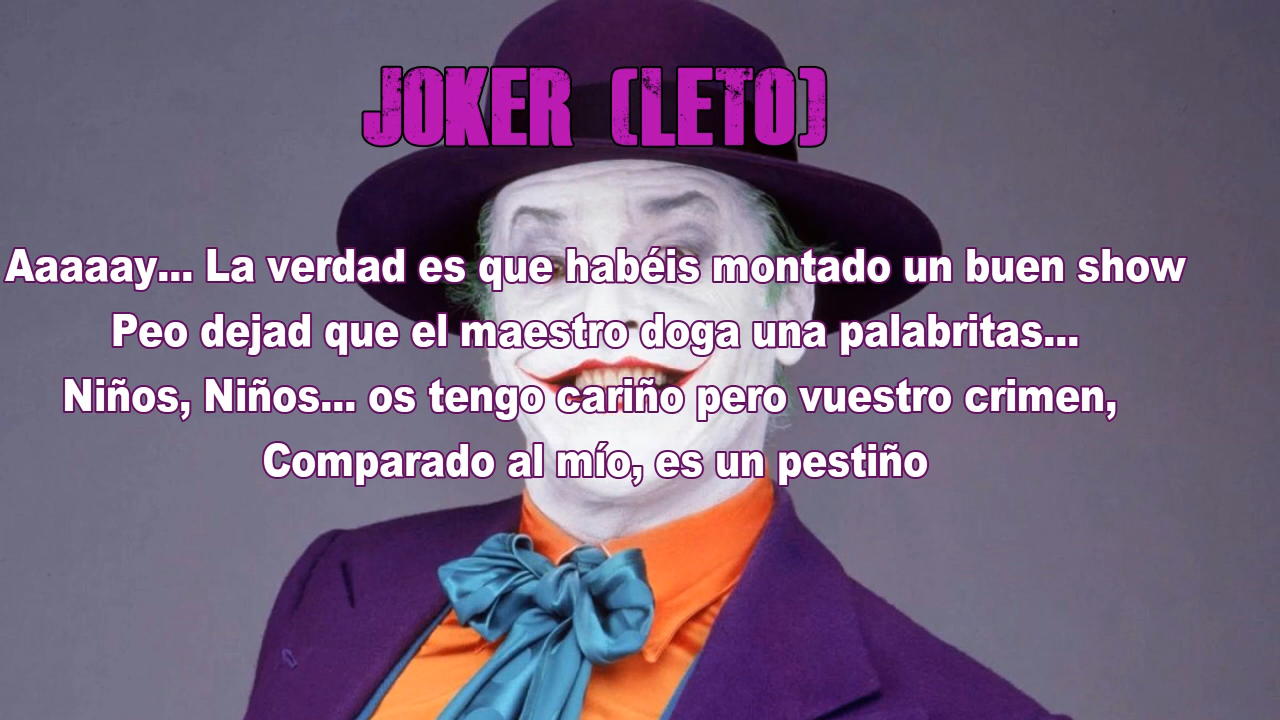 JOKER (LETO)
Aaaaay... La verdad es que habéis montado un buen show
Peo dejad que el maestro doga una palabritas...
Niños, Niños... os tengo cariño pero vuestro crimen,
Comparado al mío, es un pestiño